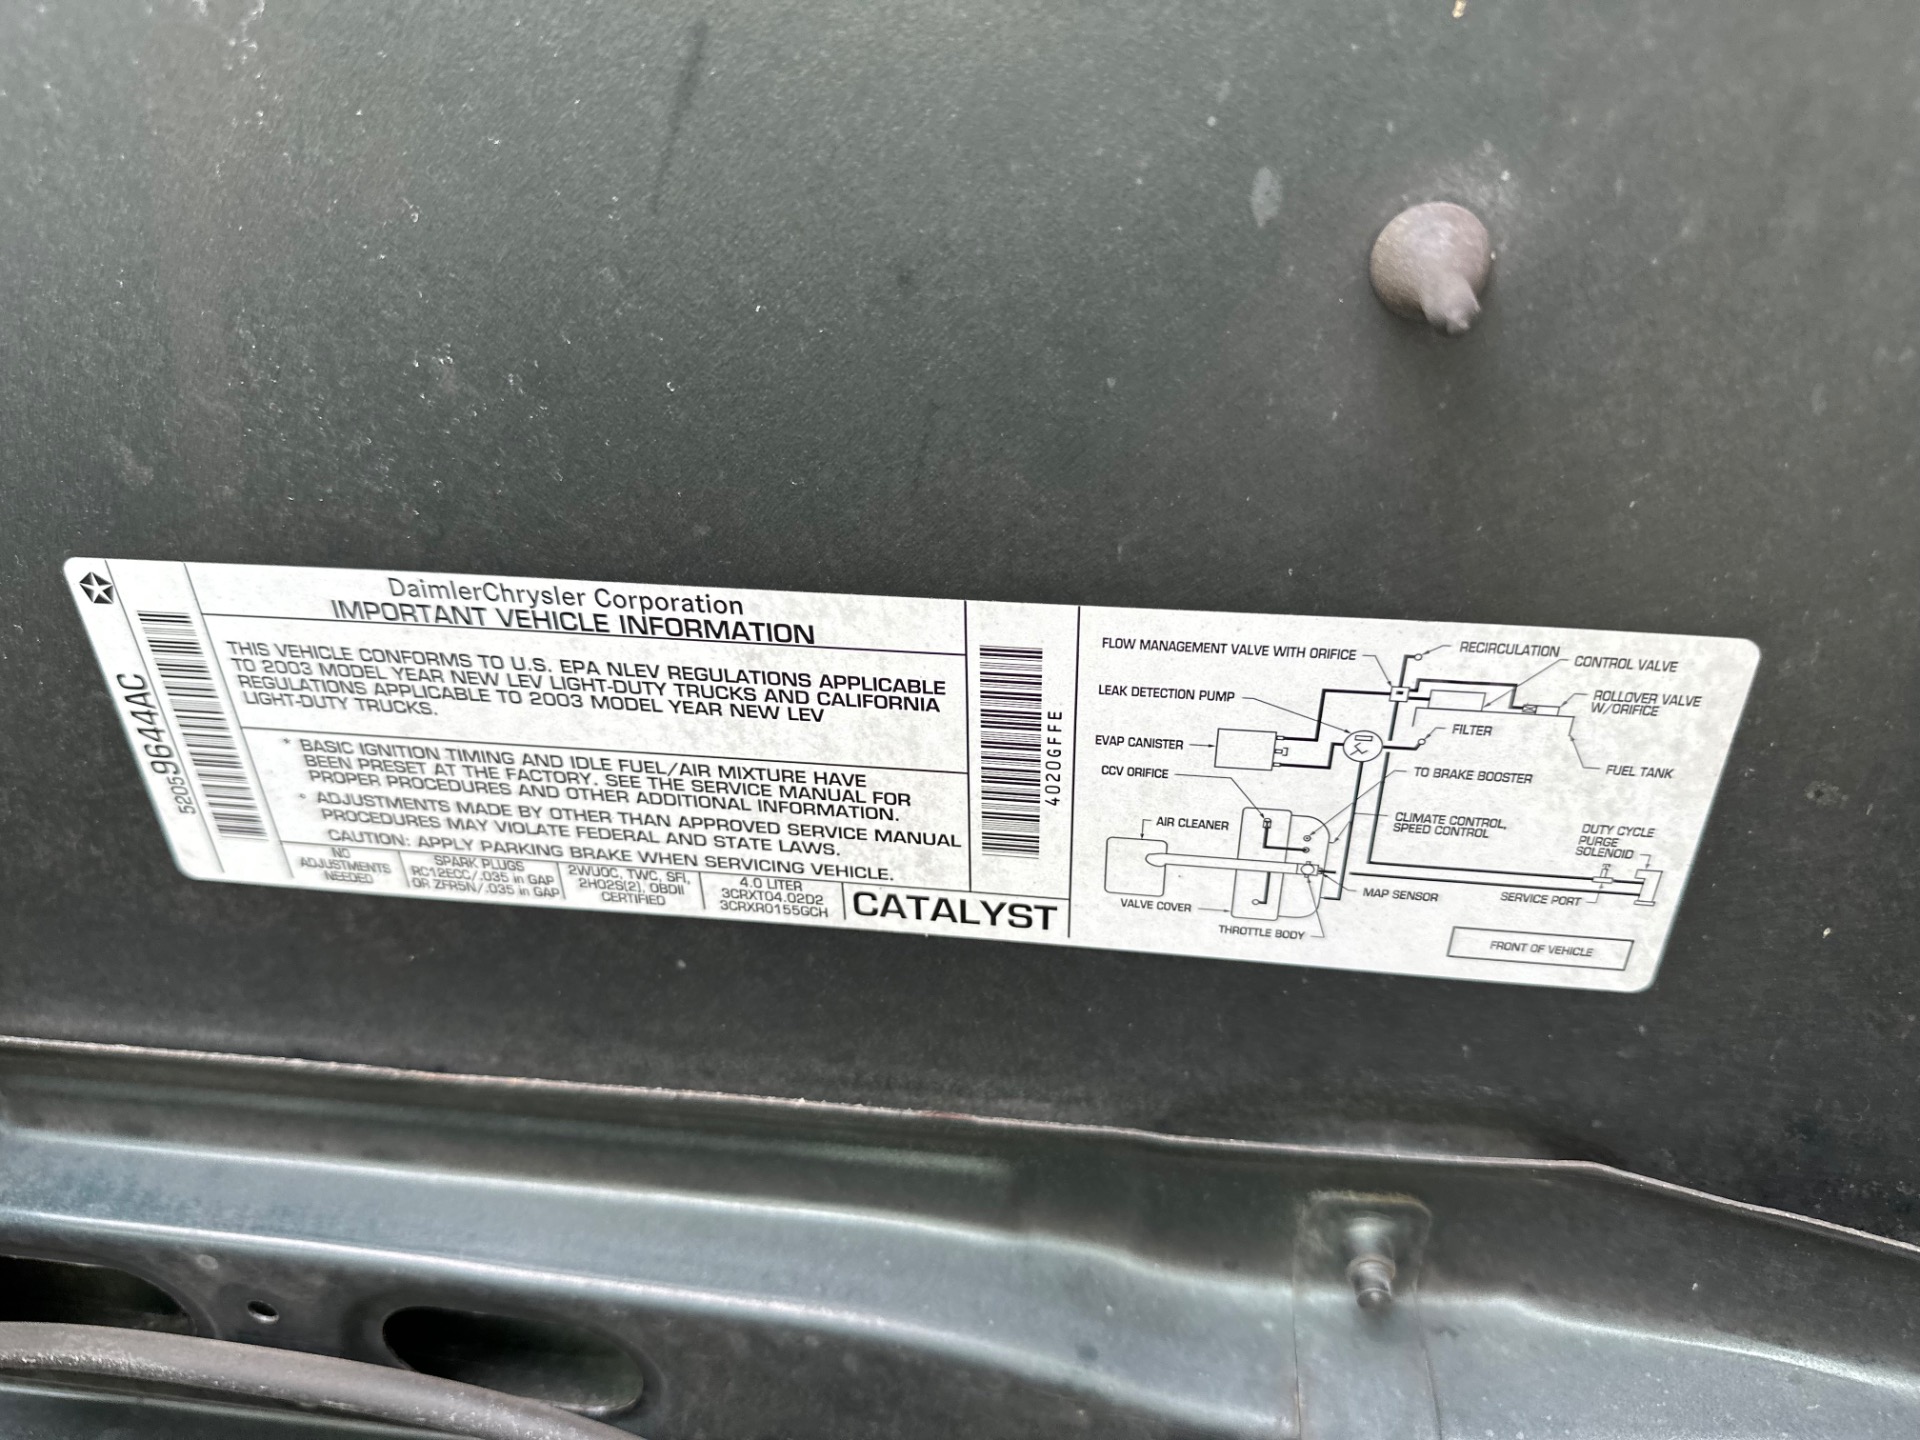 DaimlerChrysler Corporation
IMPORTANT VEHICLE INFORMATION
52059644AC
THIS VEHICLE CONFORMS TO U.S. EPA NLEV REGULATIONS APPLICABLE
TO 2003 MODEL YEAR NEW LEV LIGHT-DUTY TRUCKS AND CALIFORNIA
REGULATIONS APPLICABLE TO 2003 MODEL YEAR NEW LEV
LIGHT-DUTY TRUCKS.
* BASIC IGNITION TIMING AND IDLE FUEL/AIR MIXTURE HAVE
BEEN PRESET AT THE FACTORY. SEE THE SERVICE MANUAL FOR
PROPER PROCEDURES AND OTHER ADDITIONAL INFORMATION.
* ADJUSTMENTS MADE BY OTHER THAN APPROVED SERVICE MANUAL
PROCEDURES MAY VIOLATE FEDERAL AND STATE LAWS.
CAUTION: APPLY PARKING BRAKE WHEN SERVICING VEHICLE.
NO
ADJUSTMENTS
NEEDED
SPARK PLUGS
RC12ECC/.035 in GAP
OR ZFR5N/.035 in GAP
2WUOC, TWC, SFI,
2HO2S(2), OBDII
CERTIFIED
4.0 LITER
3CRXT04.02D2
3CRXR0155GCH
CATALYST
4020GFFE
FLOW MANAGEMENT VALVE WITH ORIFICE
RECIRCULATION
CONTROL VALVE
LEAK DETECTION PUMP
ROLLOVER VALVE
W/ORIFICE
FILTER
EVAP CANISTER
FUEL TANK
CCV ORIFICE
TO BRAKE BOOSTER
AIR CLEANER
CLIMATE CONTROL,
SPEED CONTROL
DUTY CYCLE
PURGE
SOLENOID
MAP SENSOR
SERVICE PORT
VALVE COVER
THROTTLE BODY
FRONT OF VEHICLE